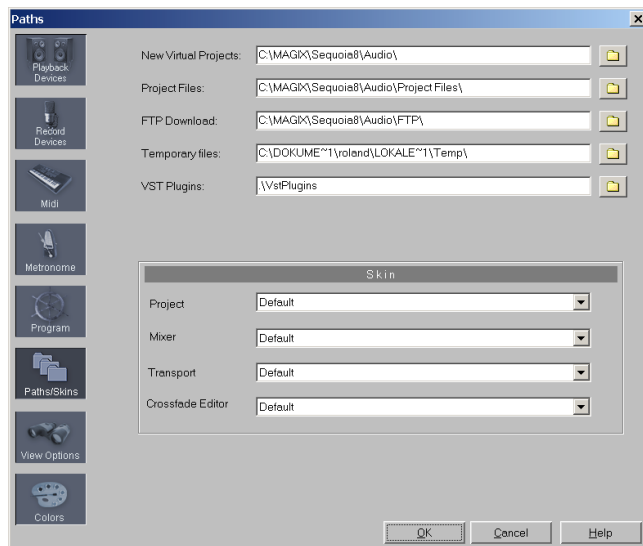 Paths
Playback
Devices
Record
Devices
Midi
Metronome
Program
Paths/Skins
View Options
Colors
New Virtual Projects: C:\MAGIX\Sequoia8\Audio\
Project Files: C:\MAGIX\Sequoia8\Audio\Project Files\
FTP Download: C:\MAGIX\Sequoia8\Audio\FTP\
Temporary files: C:\DOKUME~1\roland\LOKALE~1\Temp\
VST Plugins: .\VstPlugins
Skin
Project Default
Mixer Default
Transport Default
Crossfade Editor Default
OK Cancel Help